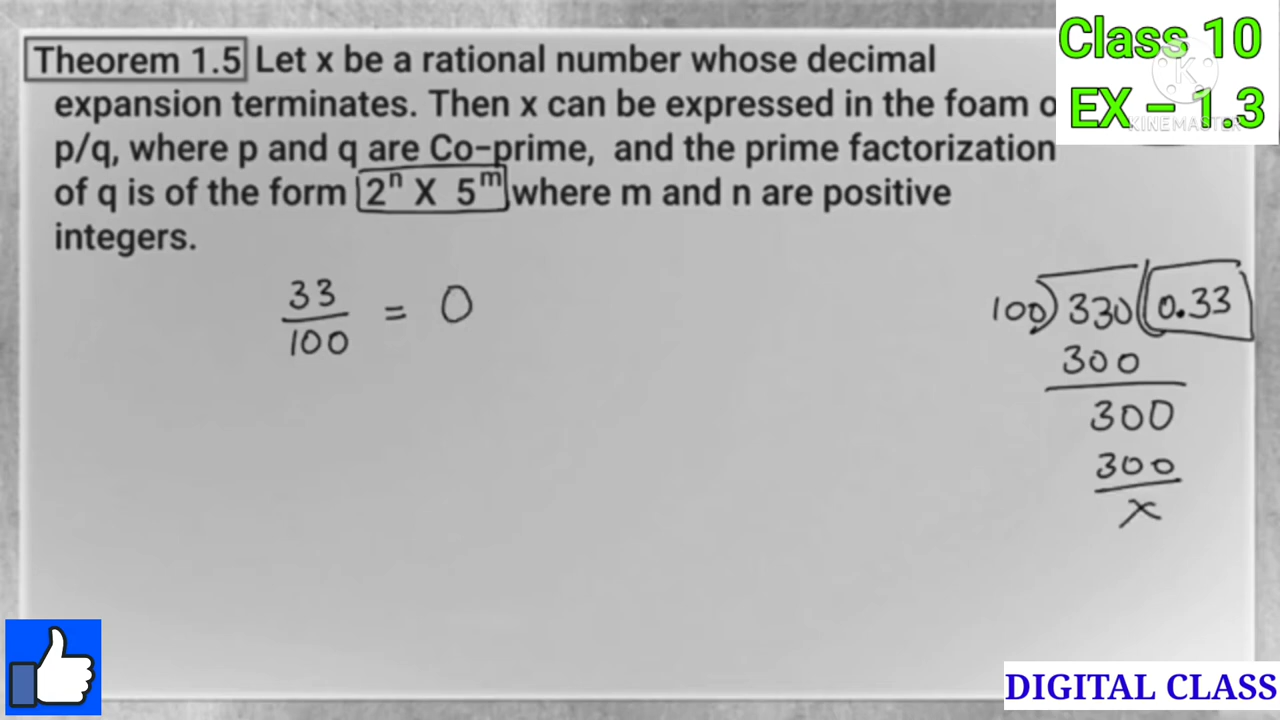 Class 10
EX - 1.3
KINEMASTER
Theorem 1.5 Let x be a rational number whose decimal
expansion terminates. Then x can be expressed in the foam o
p/q, where p and q are Co-prime, and the prime factorization
of q is of the form 2ⁿ X 5ᵐ where m and n are positive
integers.
33/100 = 0
100)330(0.33
300
300
300
x
DIGITAL CLASS